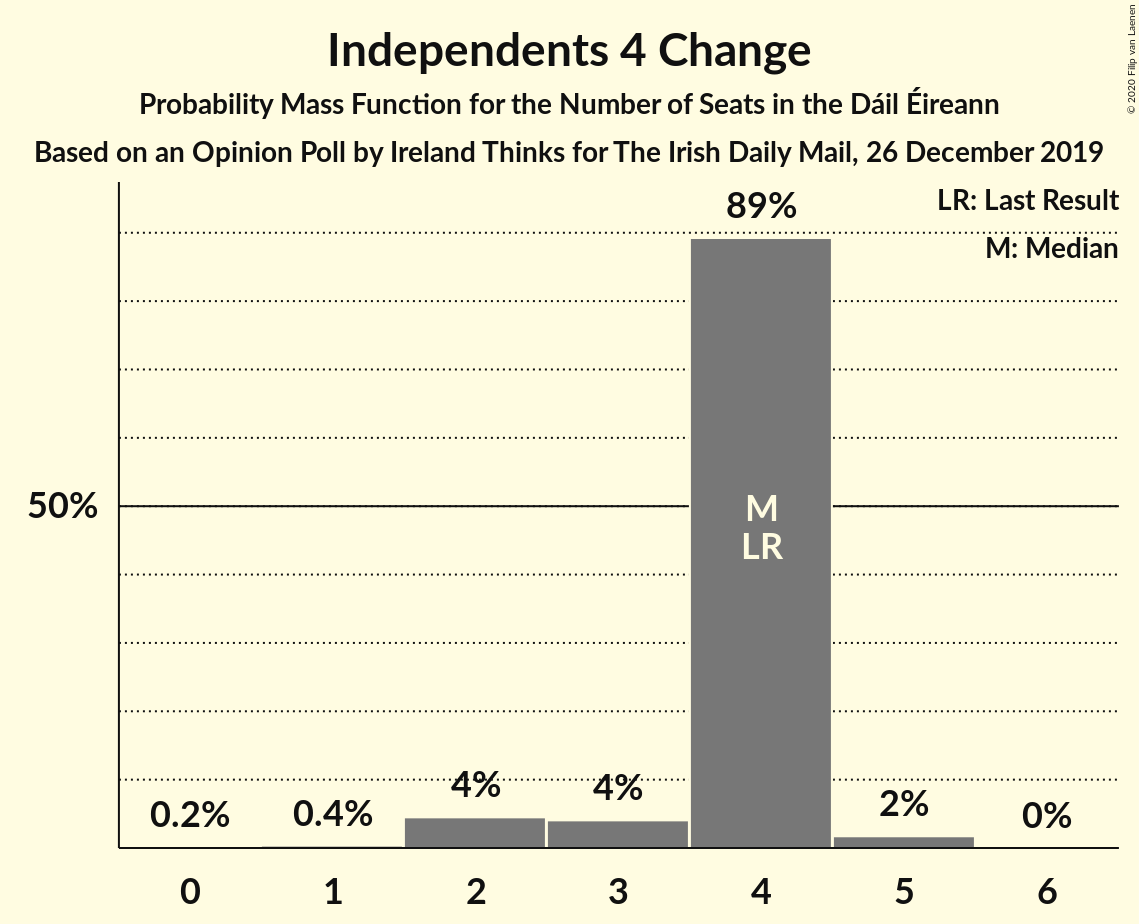 Independents 4 Change
Probability Mass Function for the Number of Seats in the Dáil Éireann
Based on an Opinion Poll by Ireland Thinks for The Irish Daily Mail, 26 December 2019
© 2020 Filip van Laenen
LR: Last Result
M: Median
50%
0.2%
0.4%
4%
4%
89%
M
LR
2%
0%
0 1 2 3 4 5 6